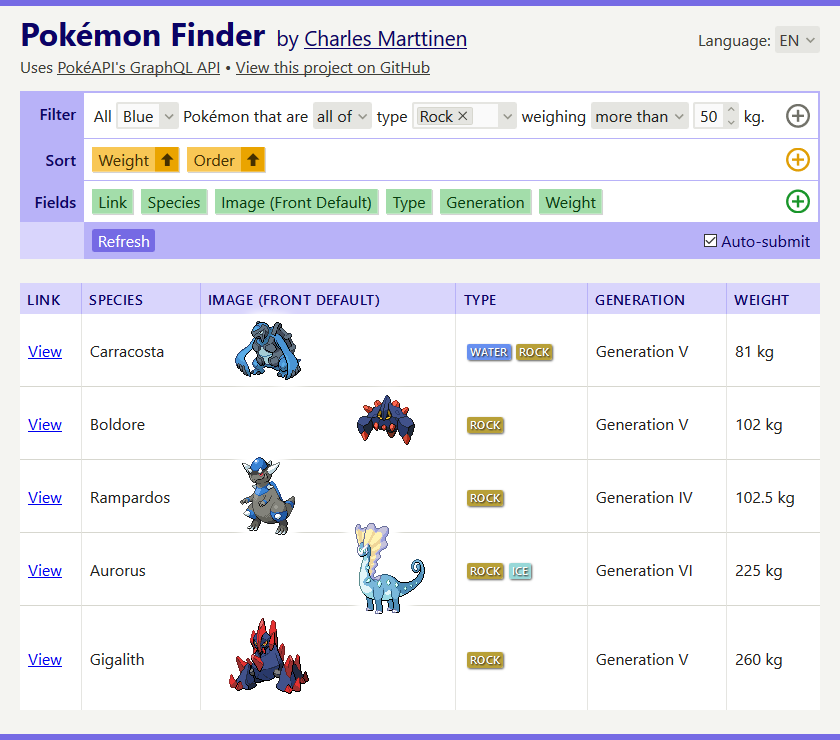 Pokémon Finder by Charles Marttinen
Language: EN
Uses PokéAPI's GraphQL API • View this project on GitHub
Filter All Blue Pokémon that are all of type Rock × weighing more than 50 kg.
Sort Weight Order
Fields Link Species Image (Front Default) Type Generation Weight
Refresh Auto-submit
LINK SPECIES IMAGE (FRONT DEFAULT) TYPE GENERATION WEIGHT
View Carracosta WATER ROCK Generation V 81 kg
View Boldore ROCK Generation V 102 kg
View Rampardos ROCK Generation IV 102.5 kg
View Aurorus ROCK ICE Generation VI 225 kg
View Gigalith ROCK Generation V 260 kg